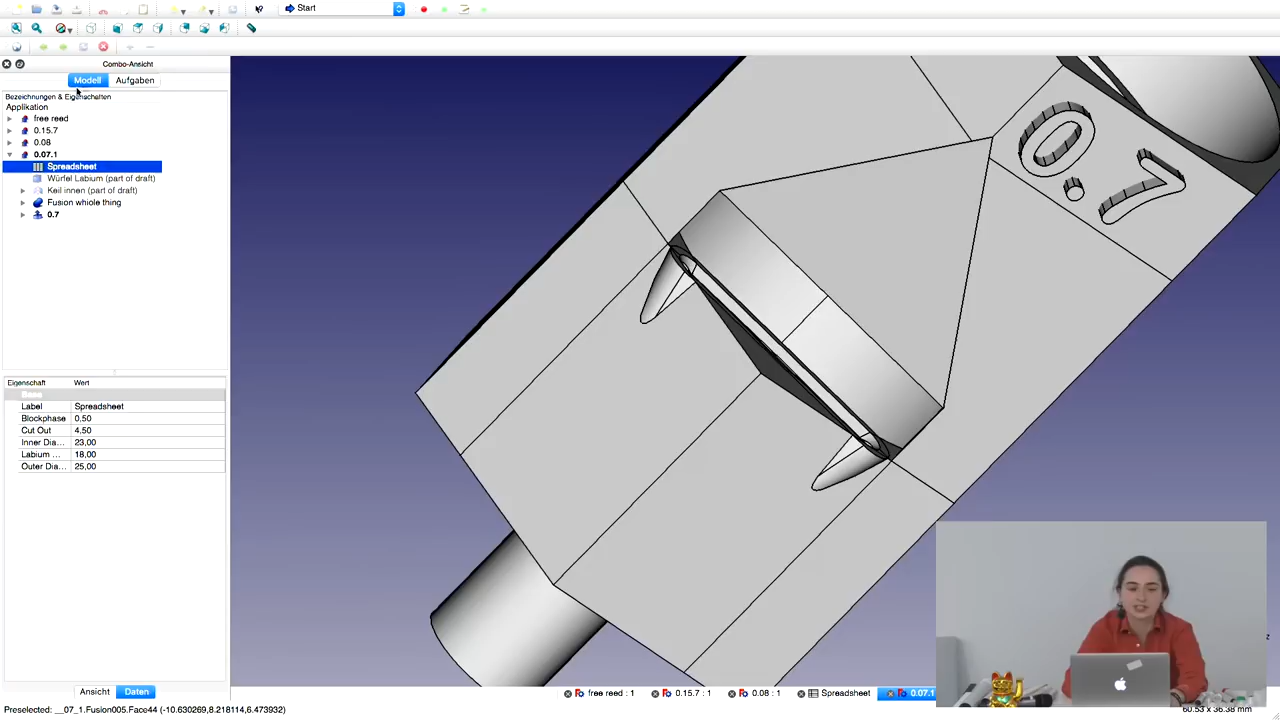 Start
Combo-Ansicht
Modell Aufgaben
Bezeichnungen & Eigenschaften
Applikation
free reed
0.15.7
0.08
0.07.1
Spreadsheet
Würfel Labium (part of draft)
Keil innen (part of draft)
Fusion whiole thing
0.7
0.7
Eigenschaft Wert
Base
Label Spreadsheet
Blockphase 0,50
Cut Out 4,50
Inner Dia... 23,00
Labium ... 18,00
Outer Dia... 25,00
Ansicht Daten
free reed : 1 0.15.7 : 1 0.08 : 1 Spreadsheet 0.07.1
Preselected: __07_1.Fusion005.Face44 (-10.630269,8.218114,6.473932)
60.53 x 36.38 mm